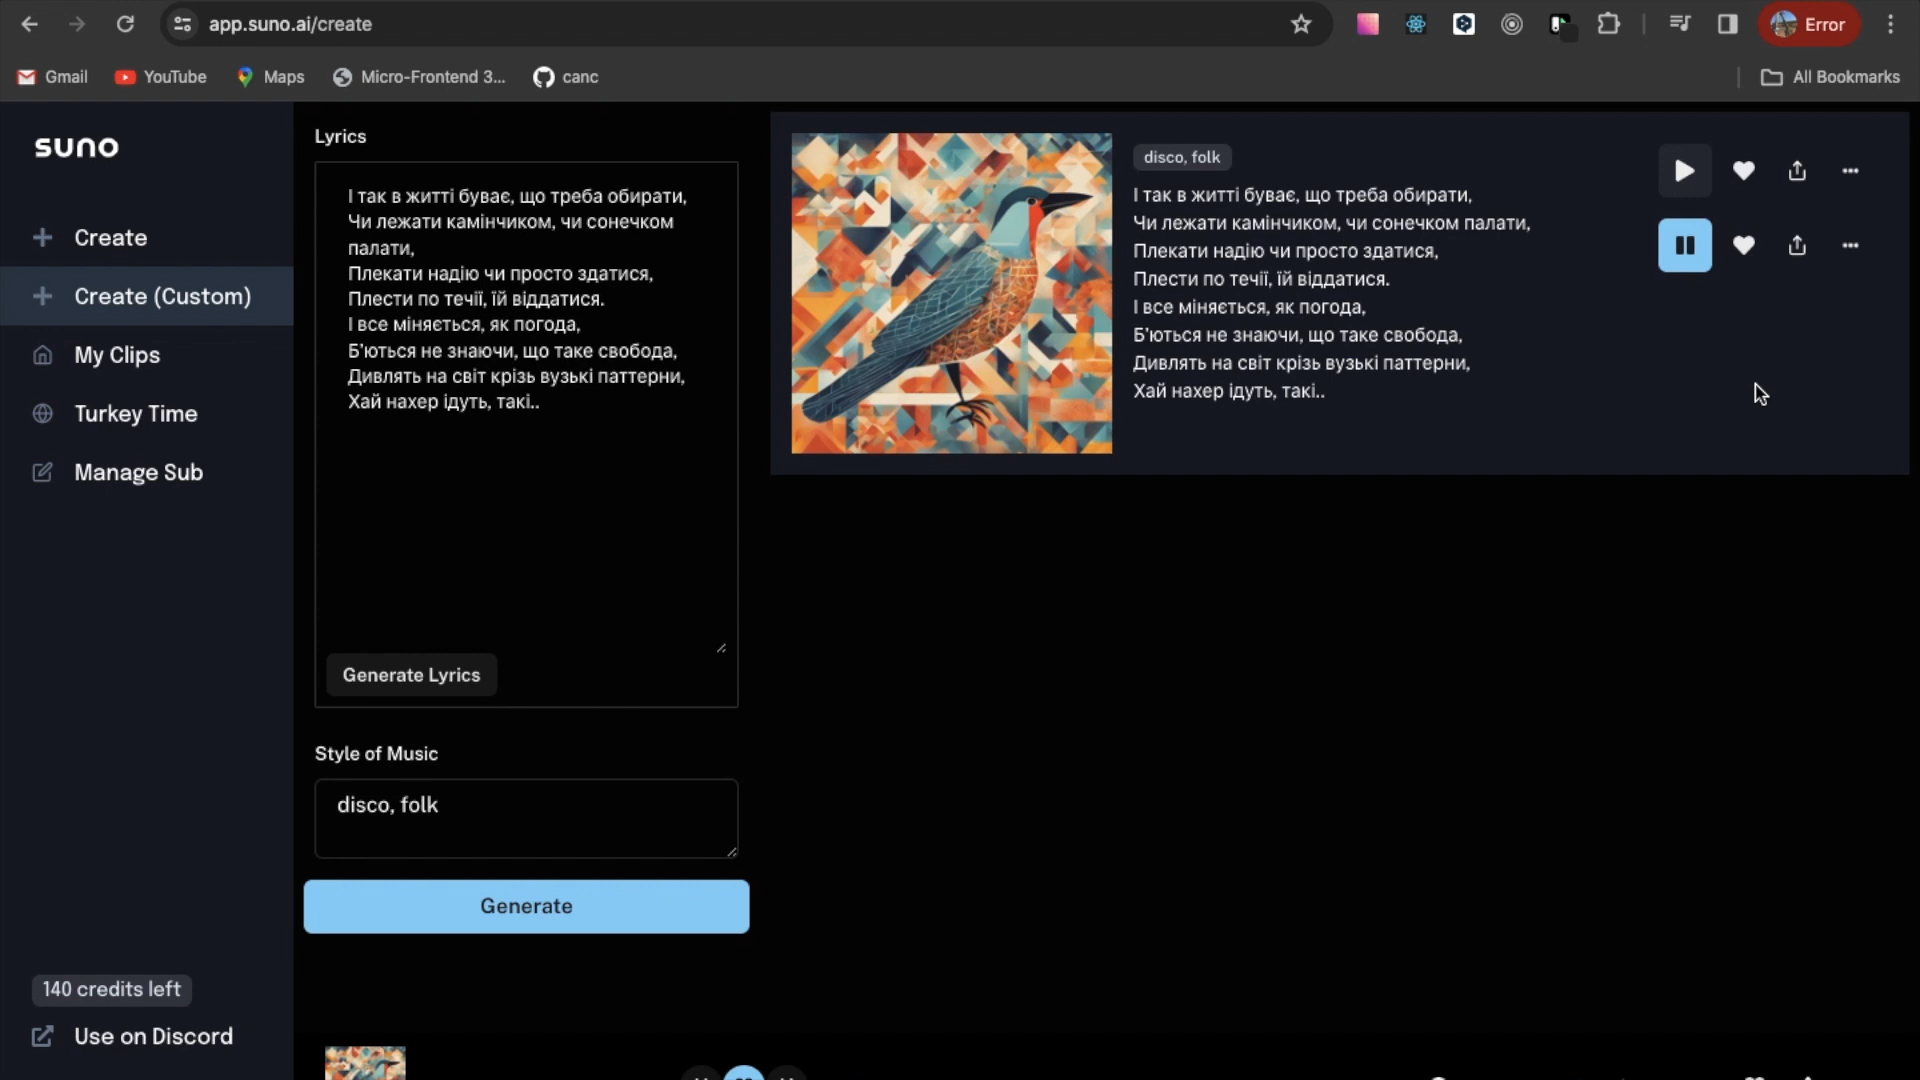 app.suno.ai/create
Error
Gmail
YouTube
Maps
Micro-Frontend 3...
canc
All Bookmarks
suno
Create
Create (Custom)
My Clips
Turkey Time
Manage Sub
140 credits left
Use on Discord
Lyrics
І так в житті буває, що треба обирати,
Чи лежати камінчиком, чи сонечком
палати,
Плекати надію чи просто здатися,
Плести по течії, їй віддатися.
І все міняється, як погода,
Б'ються не знаючи, що таке свобода,
Дивлять на світ крізь вузькі паттерни,
Хай нахер ідуть, такі..
Generate Lyrics
Style of Music
disco, folk
Generate
disco, folk
І так в житті буває, що треба обирати,
Чи лежати камінчиком, чи сонечком палати,
Плекати надію чи просто здатися,
Плести по течії, їй віддатися.
І все міняється, як погода,
Б'ються не знаючи, що таке свобода,
Дивлять на світ крізь вузькі паттерни,
Хай нахер ідуть, такі..